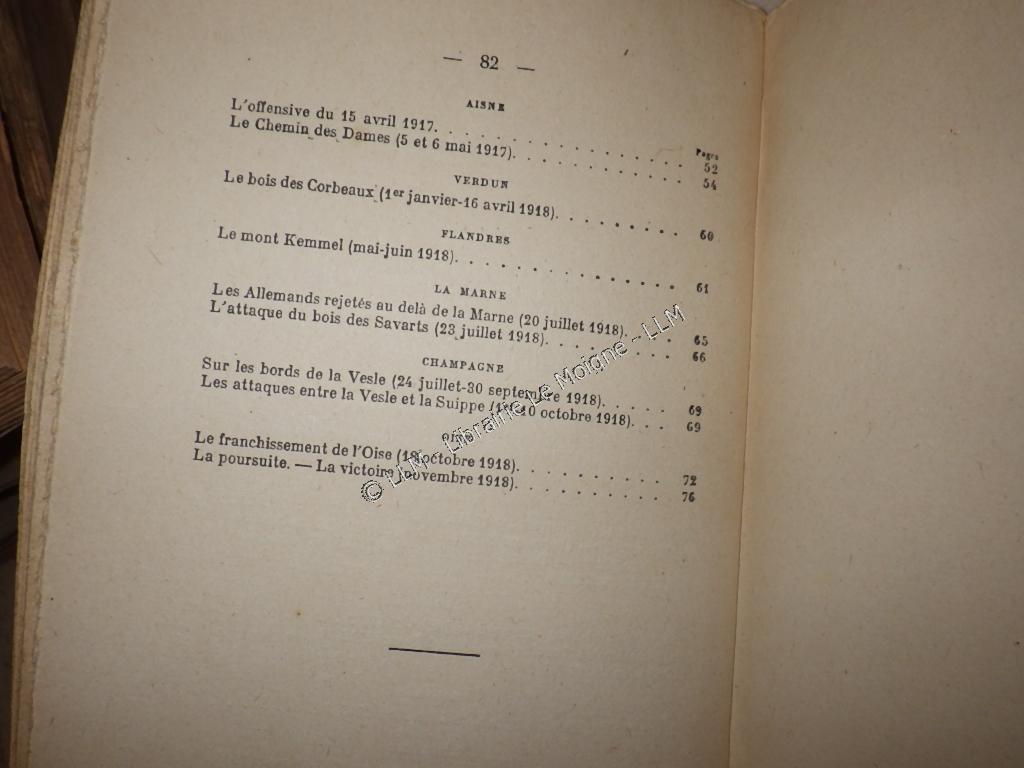 — 82 —
AISNE
Pages
L'offensive du 15 avril 1917. . . . . . . . . . . . . 52
Le Chemin des Dames (5 et 6 mai 1917). . . . . . . . . . 54
VERDUN
Le bois des Corbeaux (1er janvier-16 avril 1918). . . . . . . . . 60
FLANDRES
Le mont Kemmel (mai-juin 1918). . . . . . . . . . . . . 61
LA MARNE
Les Allemands rejetés au delà de la Marne (20 juillet 1918). . . . . 65
L'attaque du bois des Savarts (23 juillet 1918). . . . . . . . . 66
CHAMPAGNE
Sur les bords de la Vesle (24 juillet-30 septembre 1918). . . . . 69
Les attaques entre la Vesle et la Suippe ( 10 octobre 1918). . . 69
Le franchissement de l'Oise (18 octobre 1918). . . . . . . . . . 72
La poursuite. — La victoire (novembre 1918). . . . . . . . . . 76
© LLM - Librairie Le Moigne - LLM